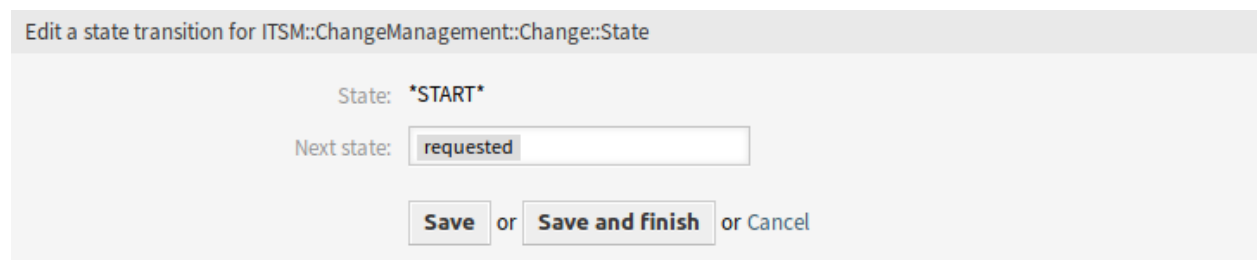 Edit a state transition for ITSM::ChangeManagement::Change::State
State: *START*
Next state: requested
Save or Save and finish or Cancel